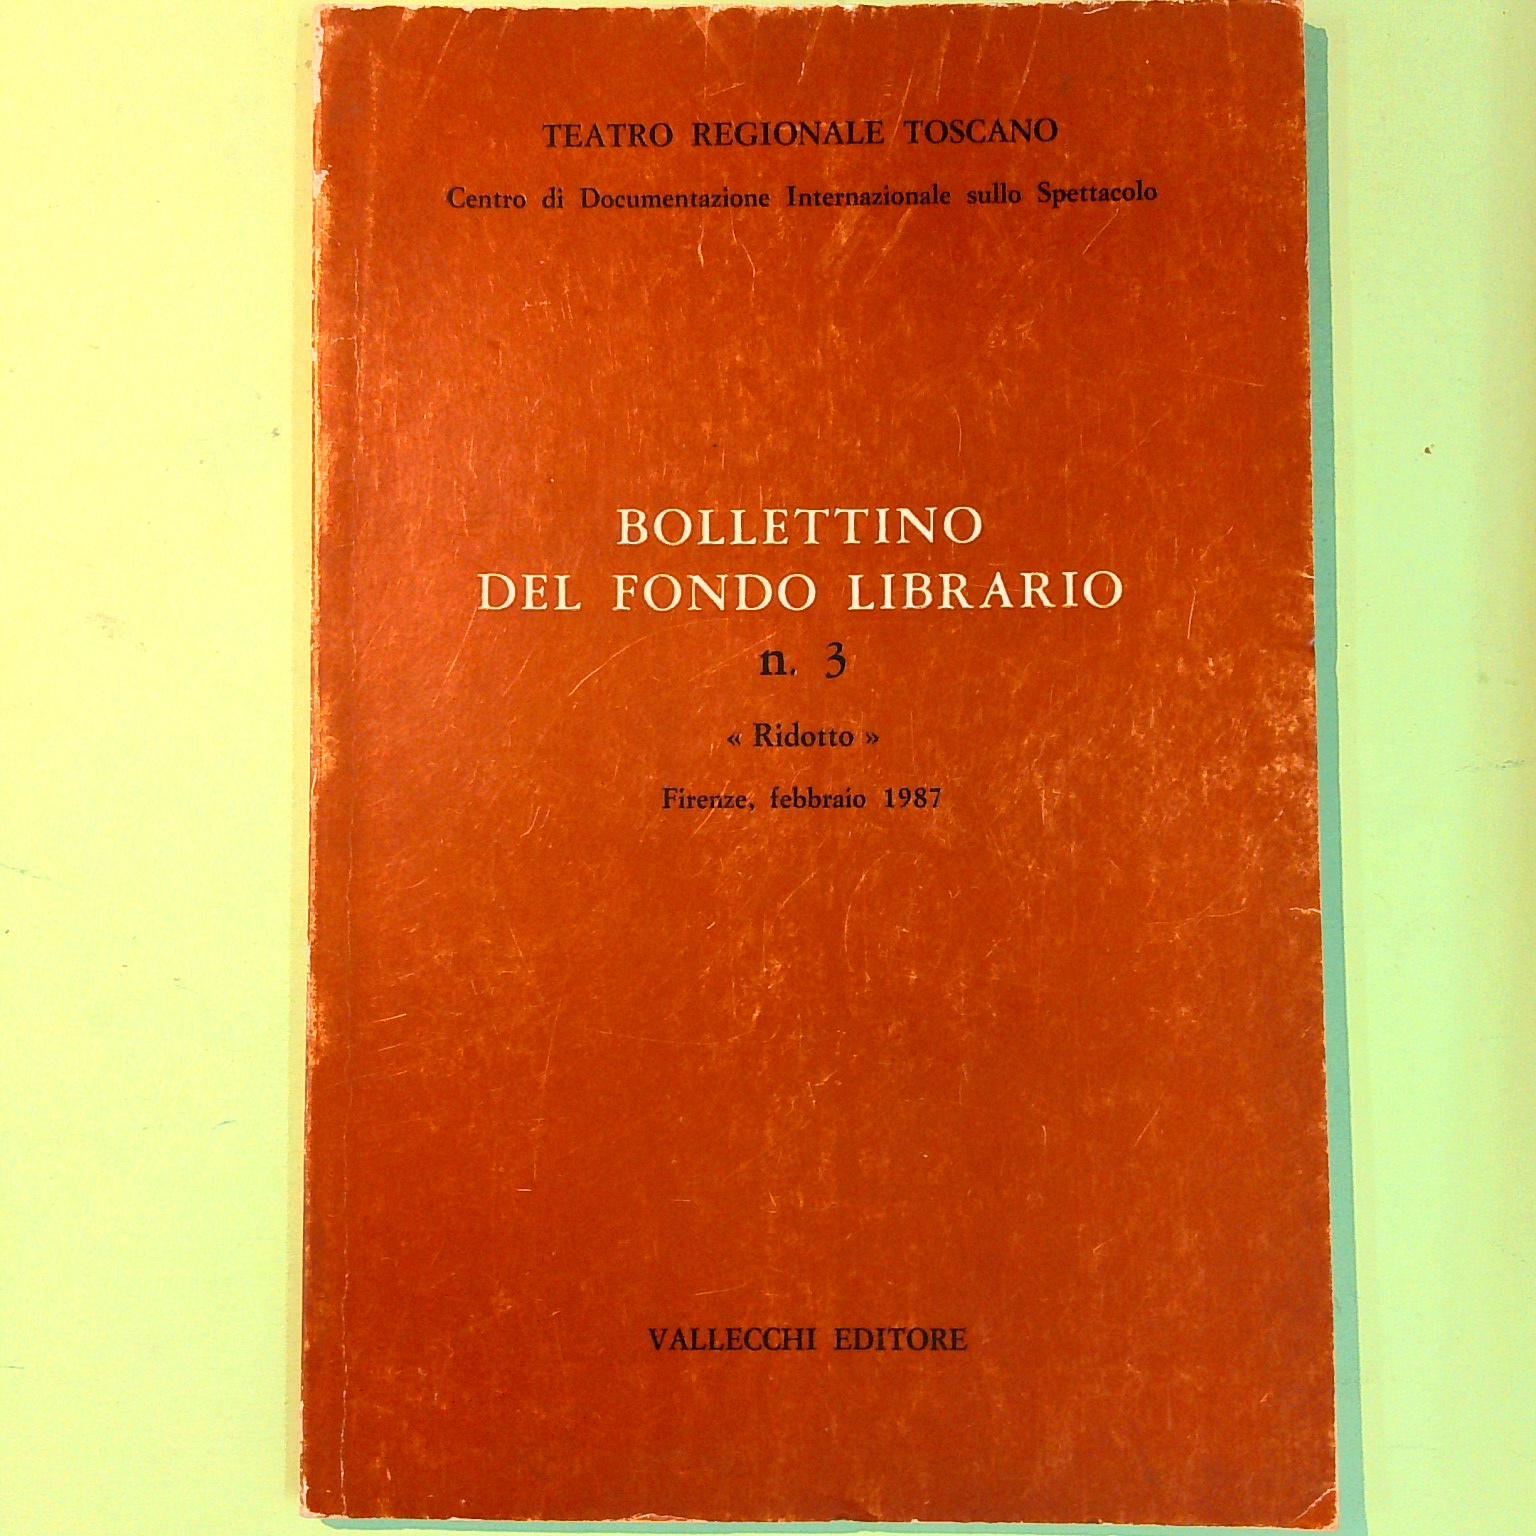 TEATRO REGIONALE TOSCANO
Centro di Documentazione Internazionale sullo Spettacolo
BOLLETTINO
DEL FONDO LIBRARIO
n. 3
« Ridotto »
Firenze, febbraio 1987
VALLECCHI EDITORE